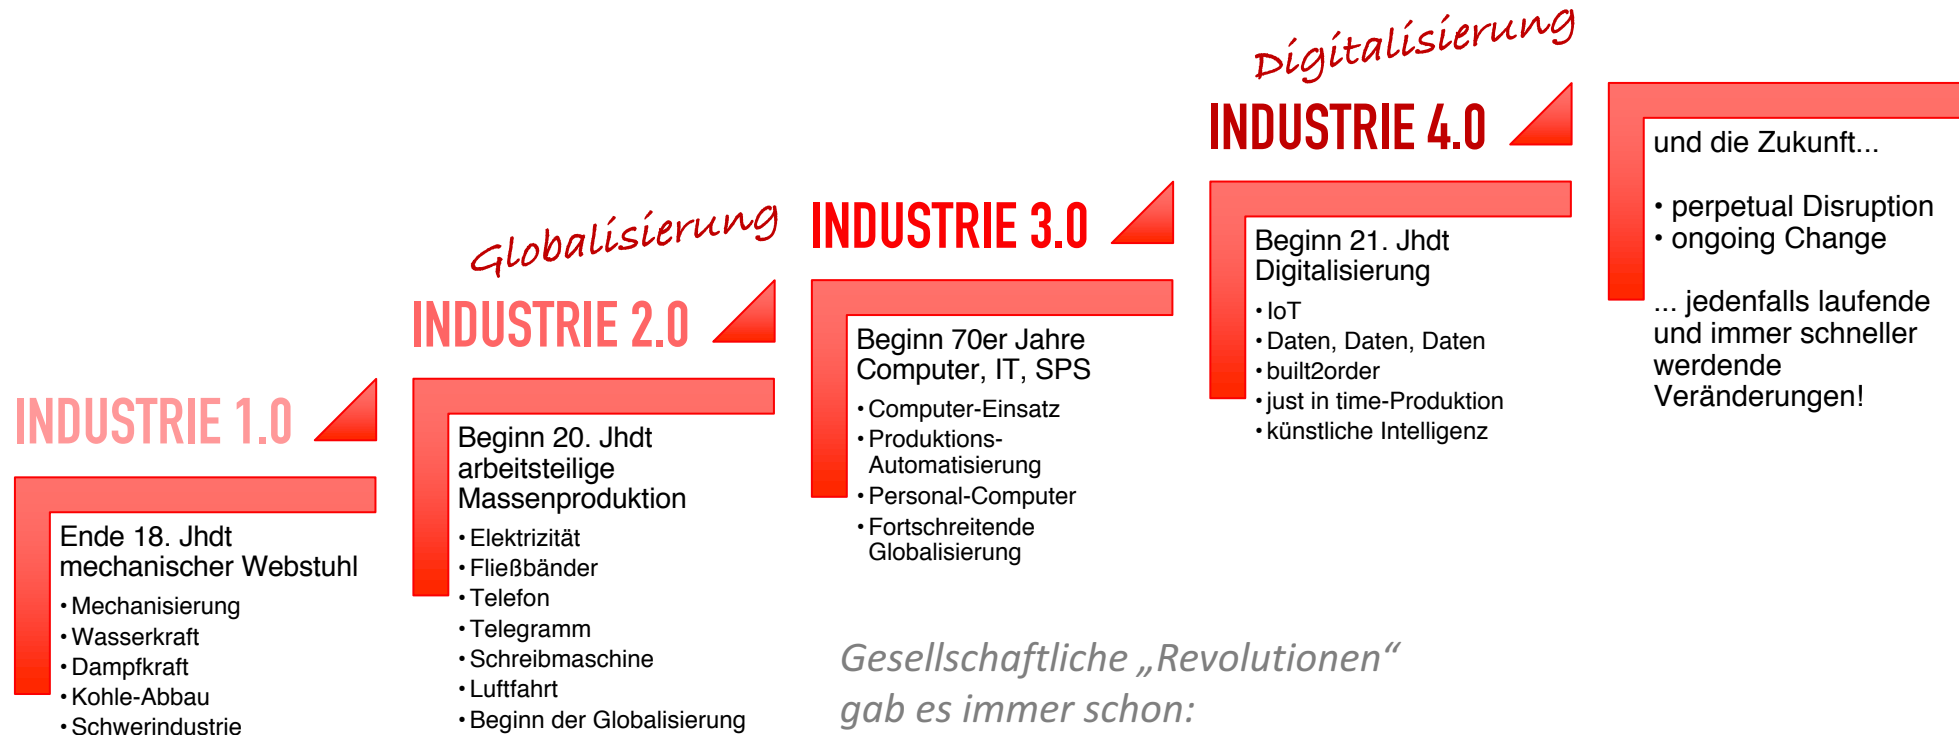 INDUSTRIE 1.0
Ende 18. Jhdt
mechanischer Webstuhl
• Mechanisierung
• Wasserkraft
• Dampfkraft
• Kohle-Abbau
• Schwerindustrie
Globalisierung
INDUSTRIE 2.0
Beginn 20. Jhdt
arbeitsteilige
Massenproduktion
• Elektrizität
• Fließbänder
• Telefon
• Telegramm
• Schreibmaschine
• Luftfahrt
• Beginn der Globalisierung
INDUSTRIE 3.0
Beginn 70er Jahre
Computer, IT, SPS
• Computer-Einsatz
• Produktions-
Automatisierung
• Personal-Computer
• Fortschreitende
Globalisierung
Digitalisierung
INDUSTRIE 4.0
Beginn 21. Jhdt
Digitalisierung
• IoT
• Daten, Daten, Daten
• built2order
• just in time-Produktion
• künstliche Intelligenz
und die Zukunft...
• perpetual Disruption
• ongoing Change
... jedenfalls laufende
und immer schneller
werdende
Veränderungen!
Gesellschaftliche „Revolutionen“
gab es immer schon: